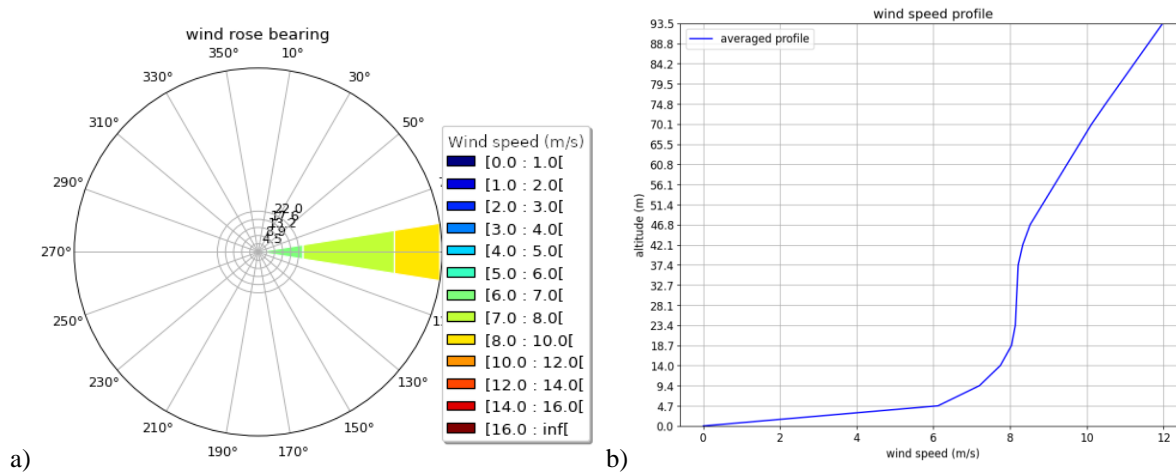 wind rose bearing
350°
10°
330°
30°
310°
50°
290°
270°
250°
230°
130°
210°
150°
190°
170°
22.0
17.6
13.2
8.9
4.5
Wind speed (m/s)
[0.0 : 1.0[
[1.0 : 2.0[
[2.0 : 3.0[
[3.0 : 4.0[
[4.0 : 5.0[
[5.0 : 6.0[
[6.0 : 7.0[
[7.0 : 8.0[
[8.0 : 10.0[
[10.0 : 12.0[
[12.0 : 14.0[
[14.0 : 16.0[
[16.0 : inf[
a)
wind speed profile
averaged profile
altitude (m)
93.5
88.8
84.2
79.5
74.8
70.1
65.5
60.8
56.1
51.4
46.8
42.1
37.4
32.7
28.1
23.4
18.7
14.0
9.4
4.7
0.0
0 2 4 6 8 10 12
wind speed (m/s)
b)